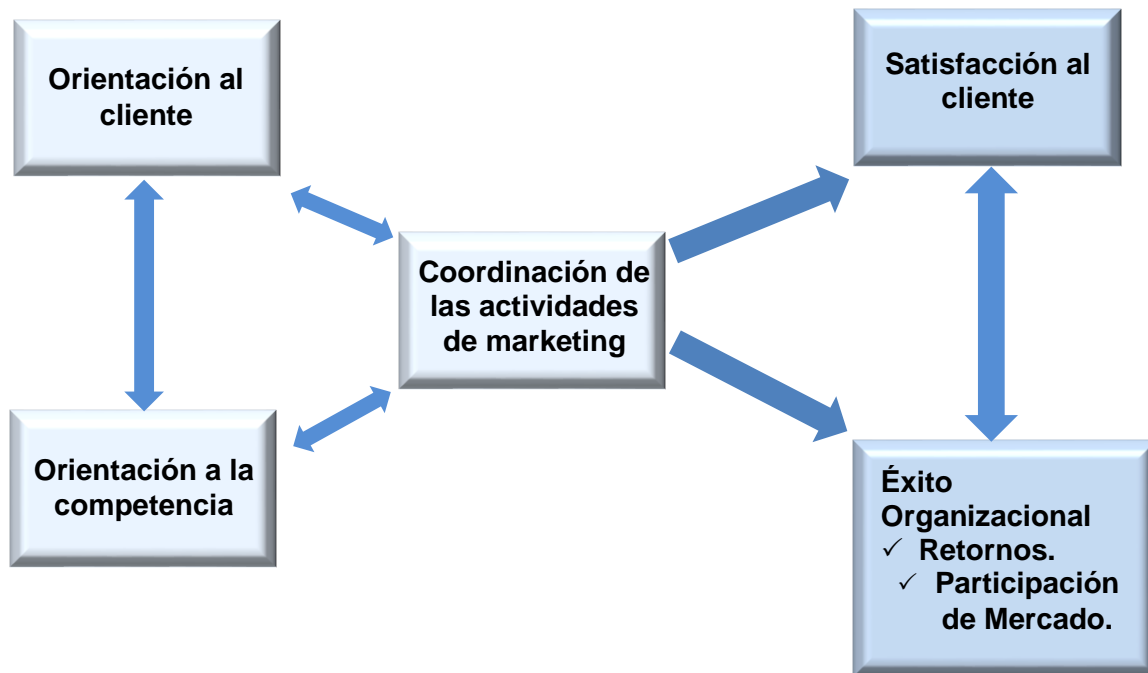 Orientación al
cliente
Satisfacción al
cliente
Coordinación de
las actividades
de marketing
Orientación a la
competencia
Éxito
Organizacional
✓ Retornos.
✓ Participación
de Mercado.